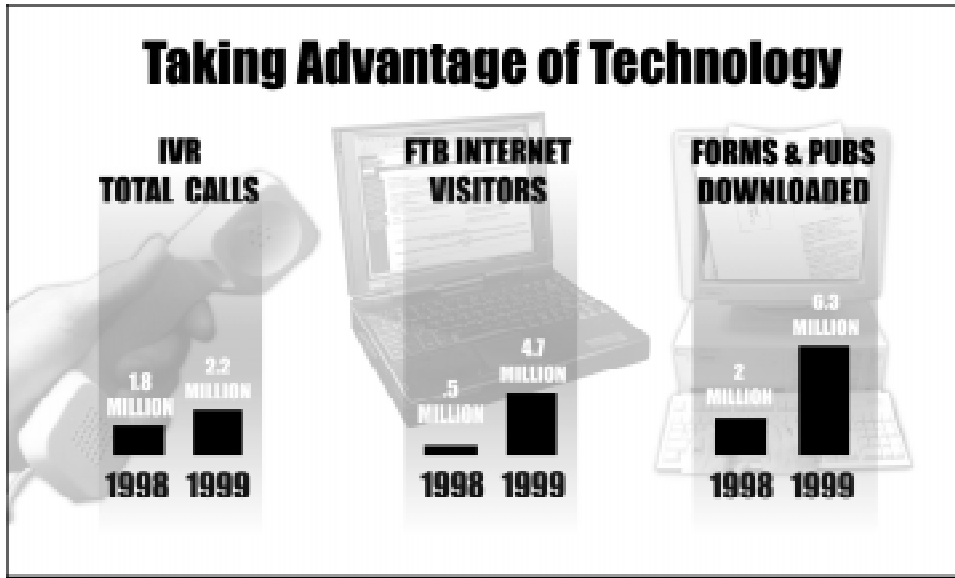 Taking Advantage of Technology
IVR
TOTAL CALLS
1.8
MILLION
2.2
MILLION
1998 1999
FTB INTERNET
VISITORS
.5
MILLION
4.7
MILLION
1998 1999
FORMS & PUBS
DOWNLOADED
2
MILLION
6.3
MILLION
1998 1999